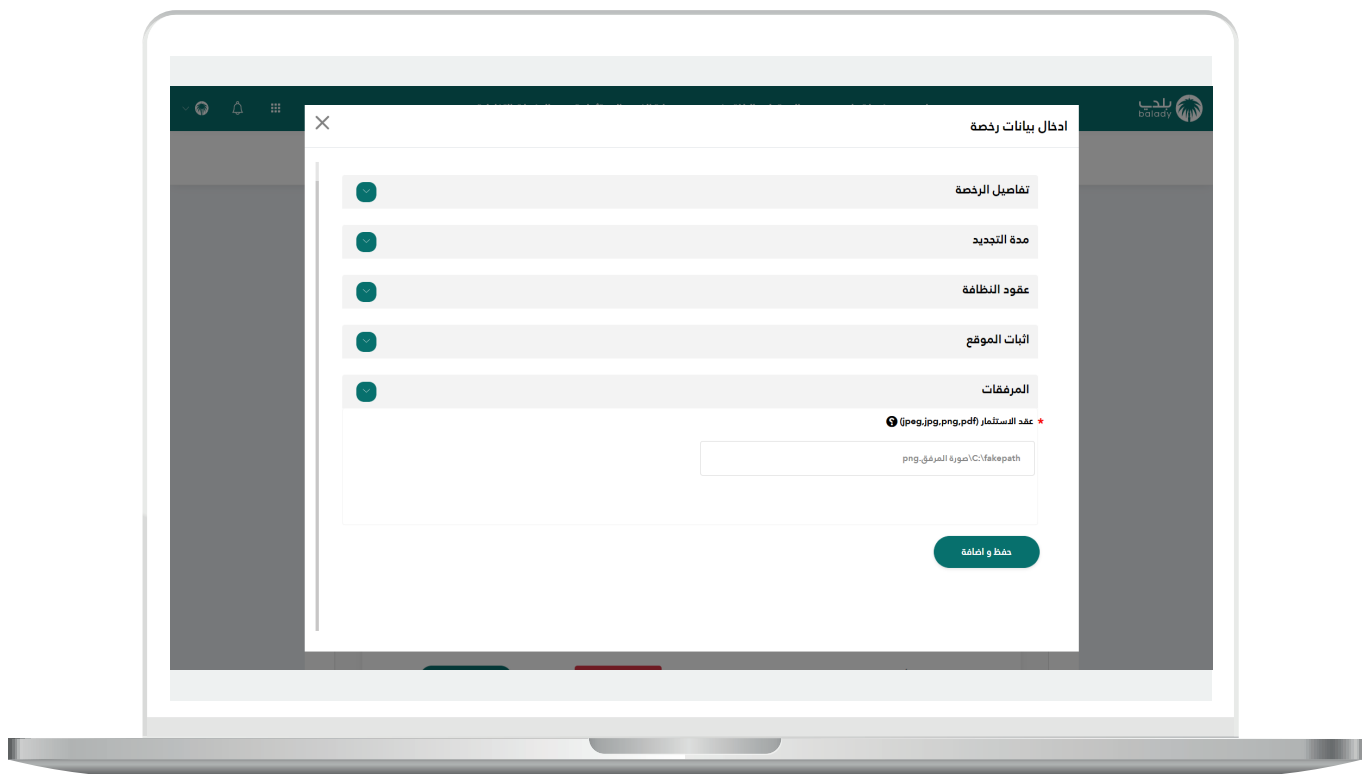 بلدي
balady
ادخال بيانات رخصة
تفاصيل الرخصة
مدة التجديد
عقود النظافة
اثبات الموقع
المرفقات
* عقد الاستثمار (jpeg,jpg,png,pdf)
C:\fakepath\صورة المرفق.png
حفظ و اضافة